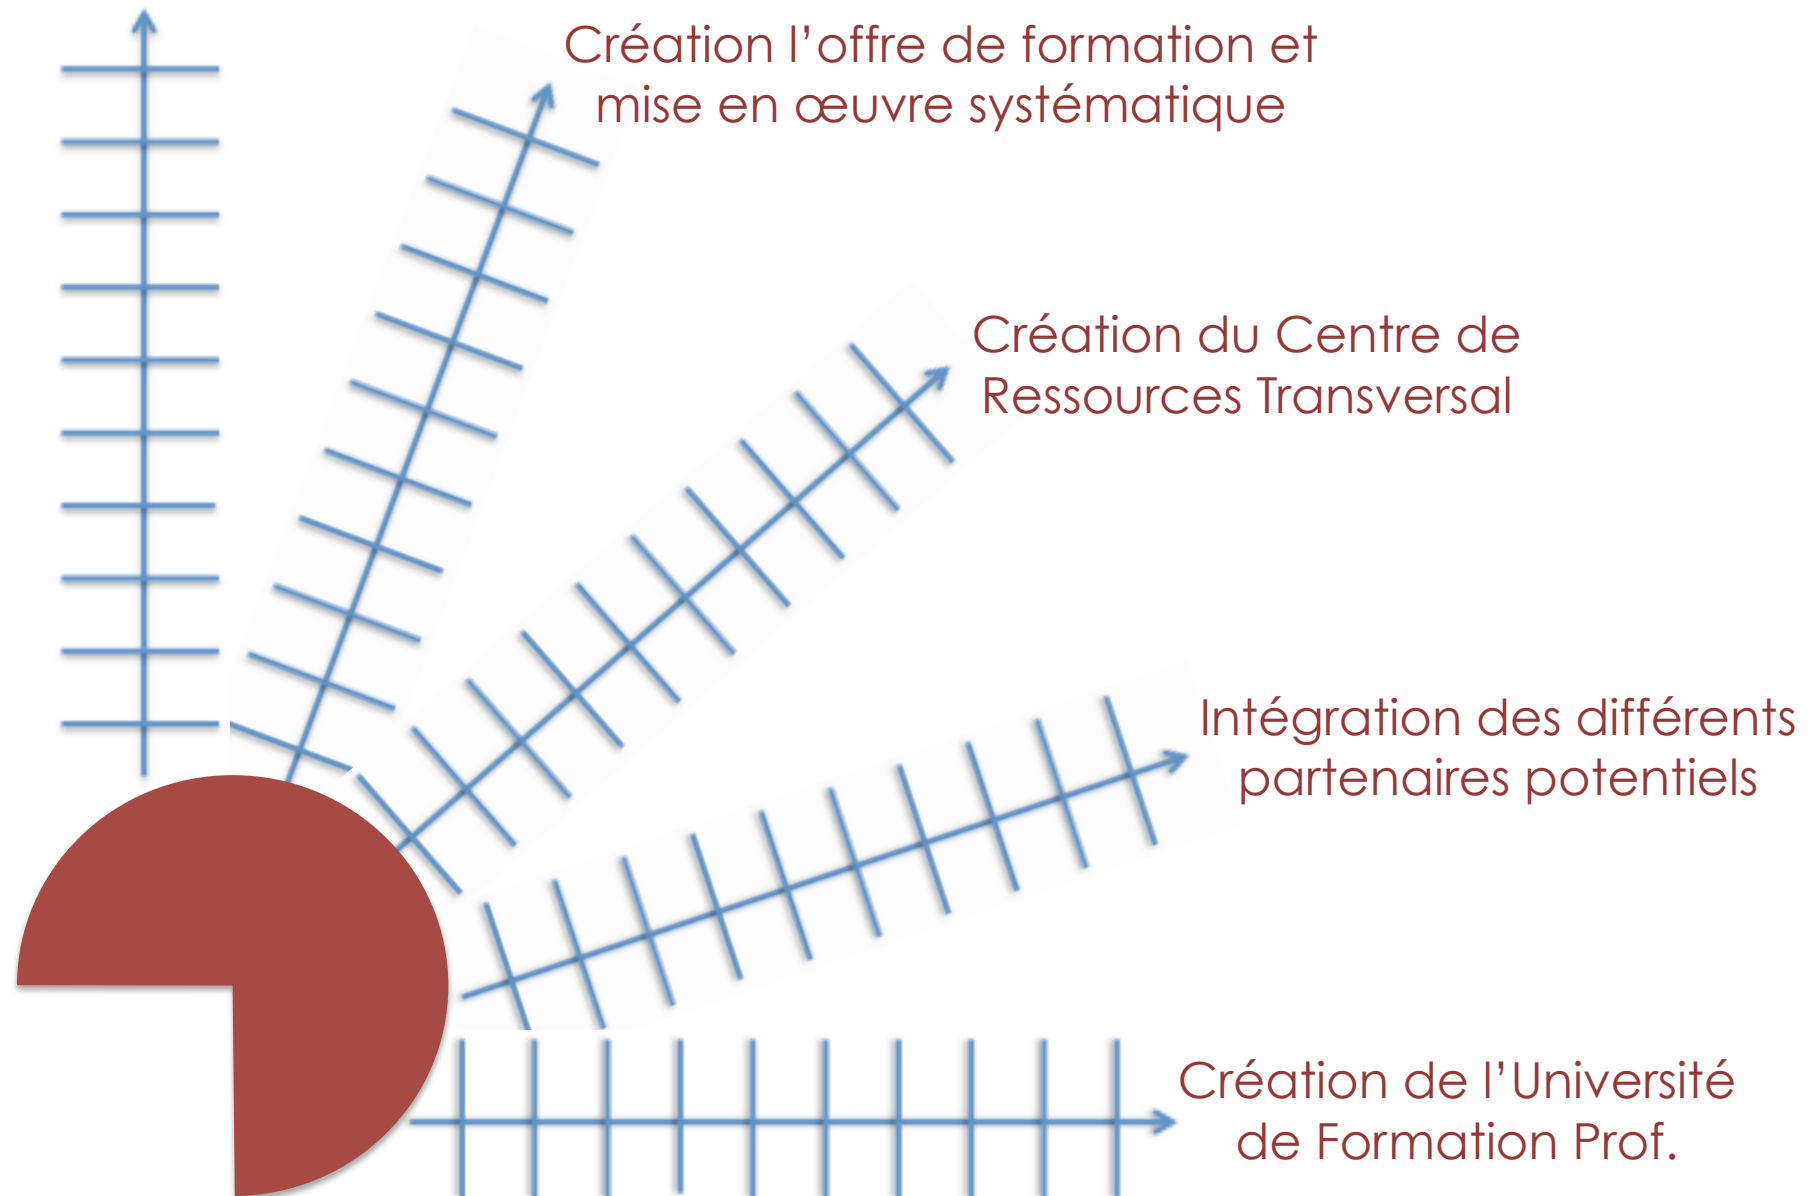 Création l’offre de formation et
mise en œuvre systématique
Création du Centre de
Ressources Transversal
Intégration des différents
partenaires potentiels
Création de l’Université
de Formation Prof.